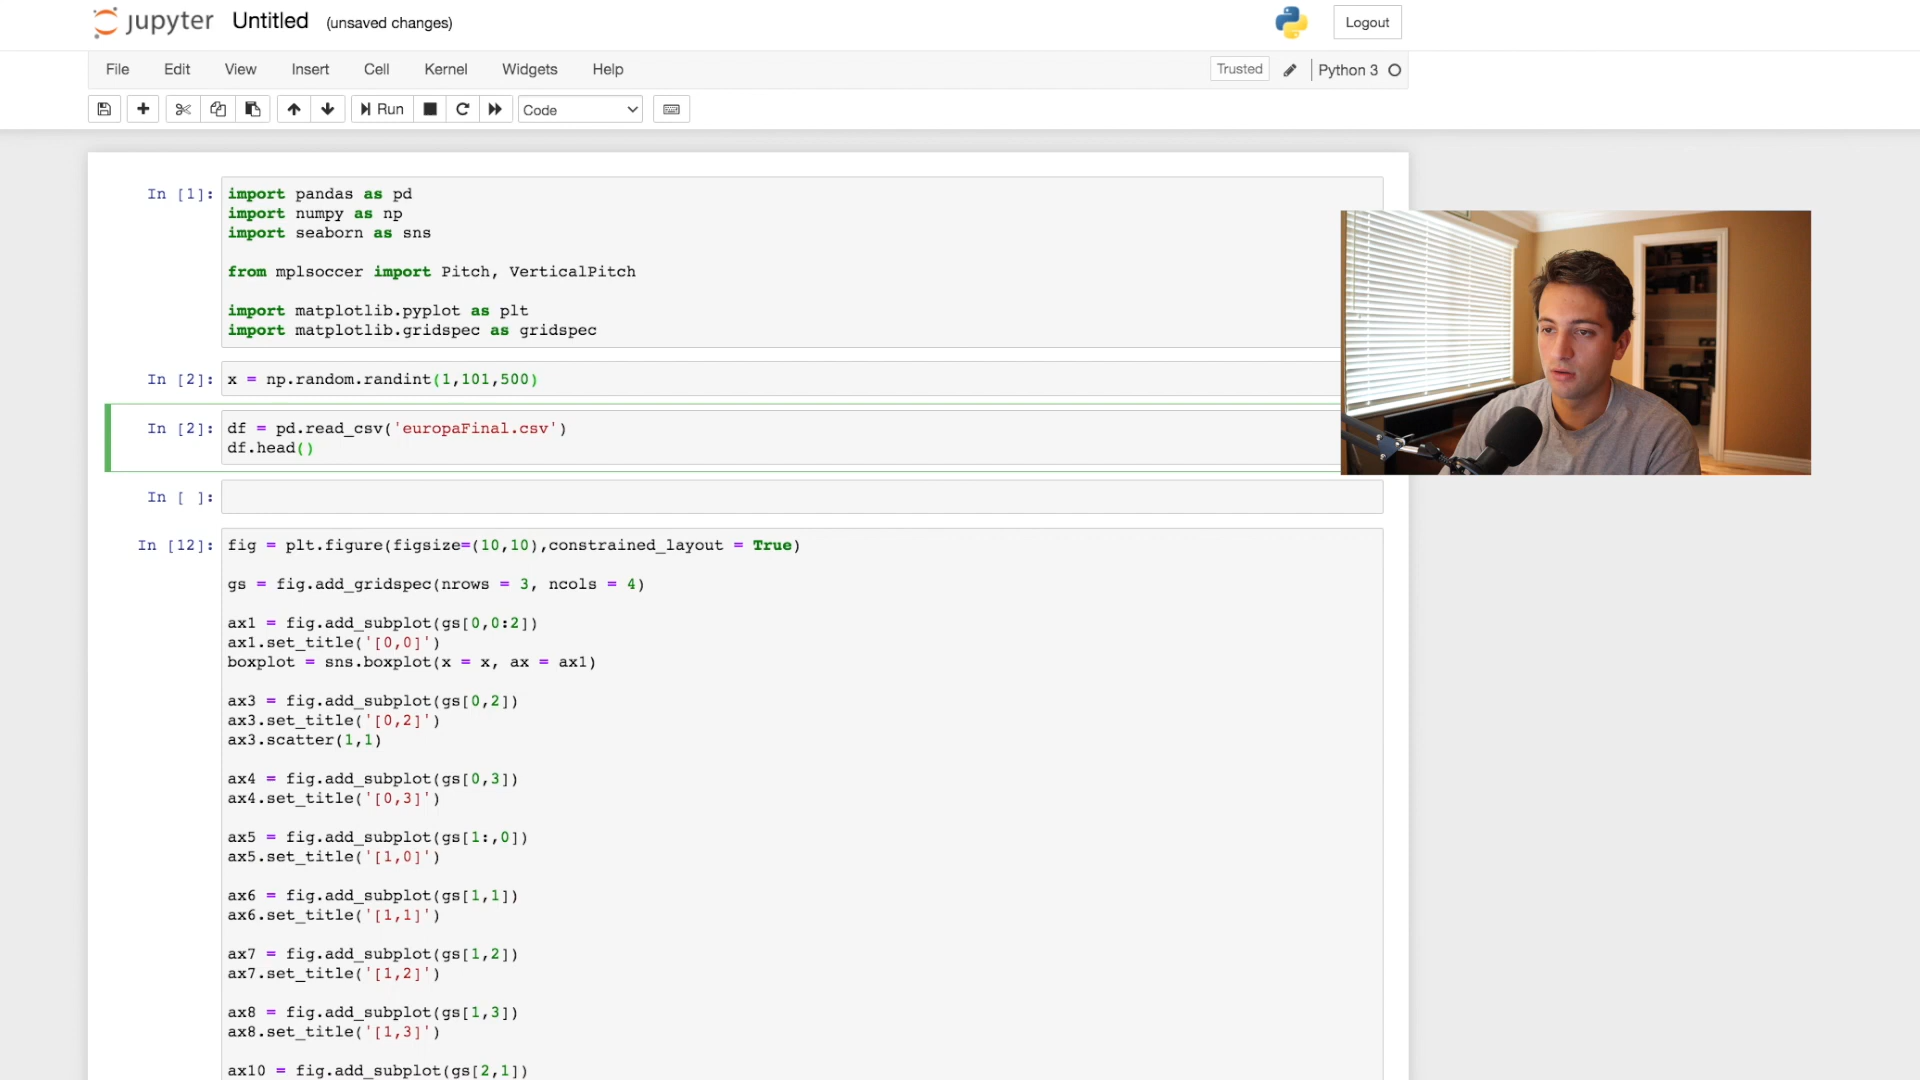 jupyter Untitled (unsaved changes) Logout
File Edit View Insert Cell Kernel Widgets Help Trusted Python 3
Run Code
In [1]: import pandas as pd
import numpy as np
import seaborn as sns
from mplsoccer import Pitch, VerticalPitch
import matplotlib.pyplot as plt
import matplotlib.gridspec as gridspec
In [2]: x = np.random.randint(1,101,500)
In [2]: df = pd.read_csv('europaFinal.csv')
df.head()
In [ ]:
In [12]: fig = plt.figure(figsize=(10,10),constrained_layout = True)
gs = fig.add_gridspec(nrows = 3, ncols = 4)
ax1 = fig.add_subplot(gs[0,0:2])
ax1.set_title('[0,0]')
boxplot = sns.boxplot(x = x, ax = ax1)
ax3 = fig.add_subplot(gs[0,2])
ax3.set_title('[0,2]')
ax3.scatter(1,1)
ax4 = fig.add_subplot(gs[0,3])
ax4.set_title('[0,3]')
ax5 = fig.add_subplot(gs[1:,0])
ax5.set_title('[1,0]')
ax6 = fig.add_subplot(gs[1,1])
ax6.set_title('[1,1]')
ax7 = fig.add_subplot(gs[1,2])
ax7.set_title('[1,2]')
ax8 = fig.add_subplot(gs[1,3])
ax8.set_title('[1,3]')
ax10 = fig.add_subplot(gs[2,1])